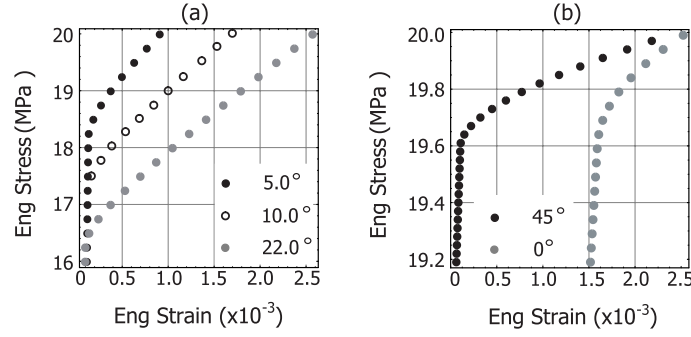 (a)
20
19
18
17
16
Eng Stress (MPa )
5.0°
10.0°
22.0°
0 0.5 1.0 1.5 2.0 2.5
Eng Strain (x10⁻³)
(b)
20.0
19.8
19.6
19.4
19.2
Eng Stress (MPa )
45°
0°
0 0.5 1.0 1.5 2.0 2.5
Eng Strain (x10⁻³)